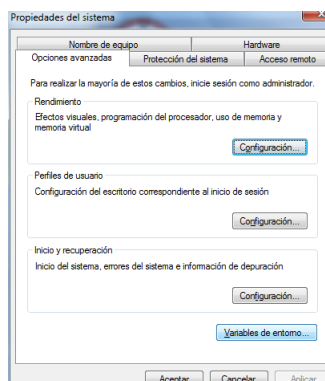 Propiedades del sistema
Nombre de equipo
Hardware
Opciones avanzadas
Protección del sistema
Acceso remoto
Para realizar la mayoría de estos cambios, inicie sesión como administrador.
Rendimiento
Efectos visuales, programación del procesador, uso de memoria y
memoria virtual
Configuración...
Perfiles de usuario
Configuración del escritorio correspondiente al inicio de sesión
Configuración...
Inicio y recuperación
Inicio del sistema, errores del sistema e información de depuración
Configuración...
Variables de entorno...
Aceptar
Cancelar
Aplicar